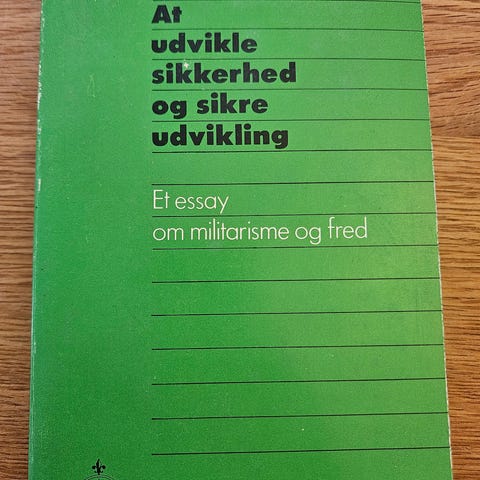 At
udvikle
sikkerhed
og sikre
udvikling
Et essay
om militarisme og fred